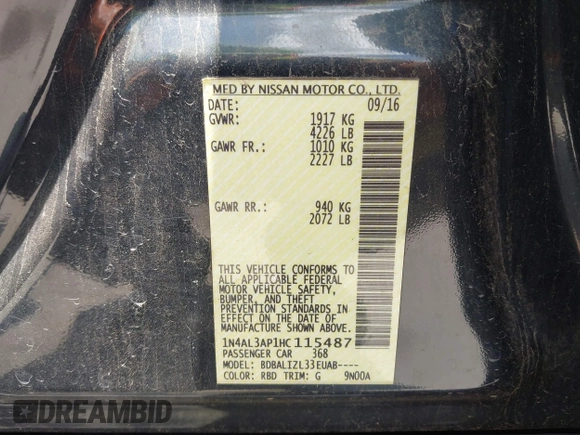 MFD BY NISSAN MOTOR CO., LTD.
DATE: 09/16
GVWR: 1917 KG
4226 LB
GAWR FR.: 1010 KG
2227 LB
GAWR RR.: 940 KG
2072 LB
THIS VEHICLE CONFORMS TO
ALL APPLICABLE FEDERAL
MOTOR VEHICLE SAFETY,
BUMPER, AND THEFT
PREVENTION STANDARDS
IN EFFECT ON THE DATE OF
MANUFACTURE SHOWN ABOVE.
1N4AL3AP1HC115487
PASSENGER CAR 368
MODEL: BDBALIZL33EUAB----
COLOR: RBD TRIM: G 9N00A
DREAMBID